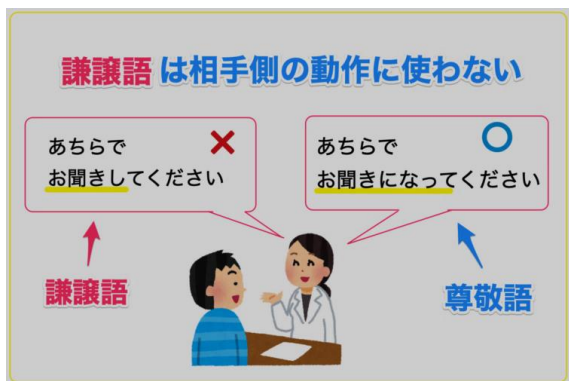 謙譲語は相手側の動作に使わない
あちらで
お聞きしてください
あちらで
お聞きになってください
謙譲語
尊敬語